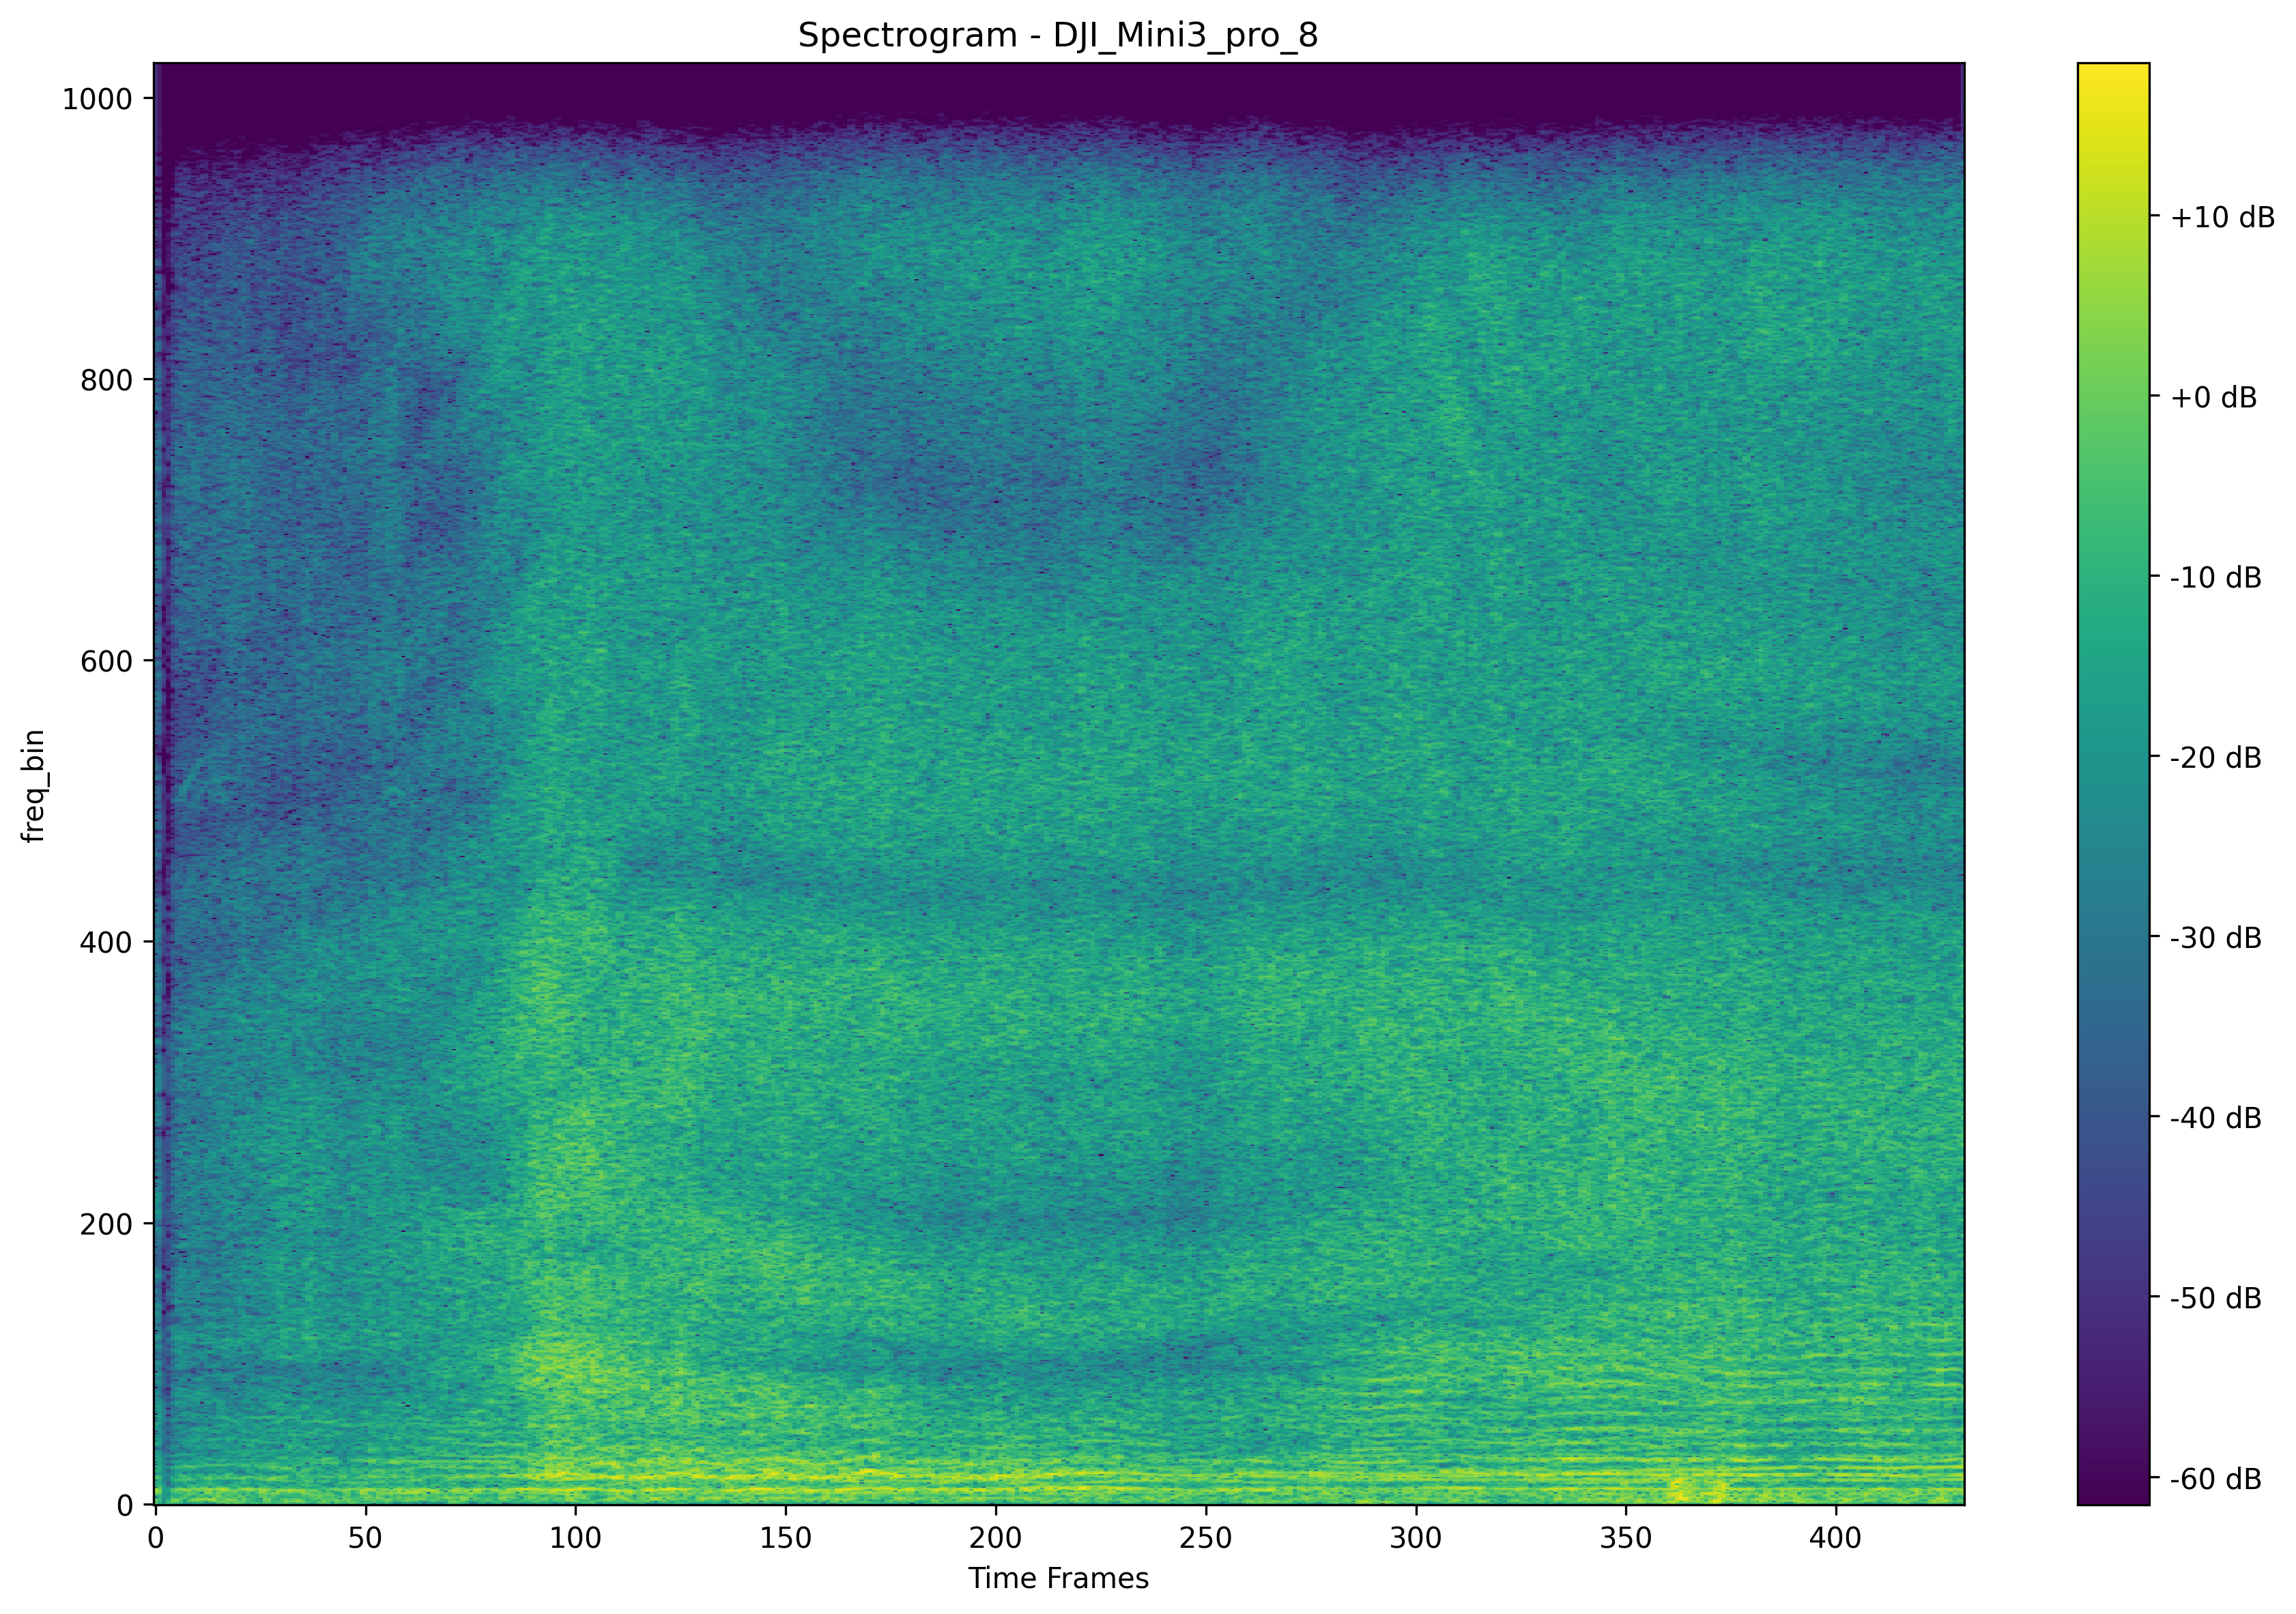 Spectrogram - DJI_Mini3_pro_8
1000
800
600
400
200
0
freq_bin
0 50 100 150 200 250 300 350 400
Time Frames
+10 dB
+0 dB
-10 dB
-20 dB
-30 dB
-40 dB
-50 dB
-60 dB